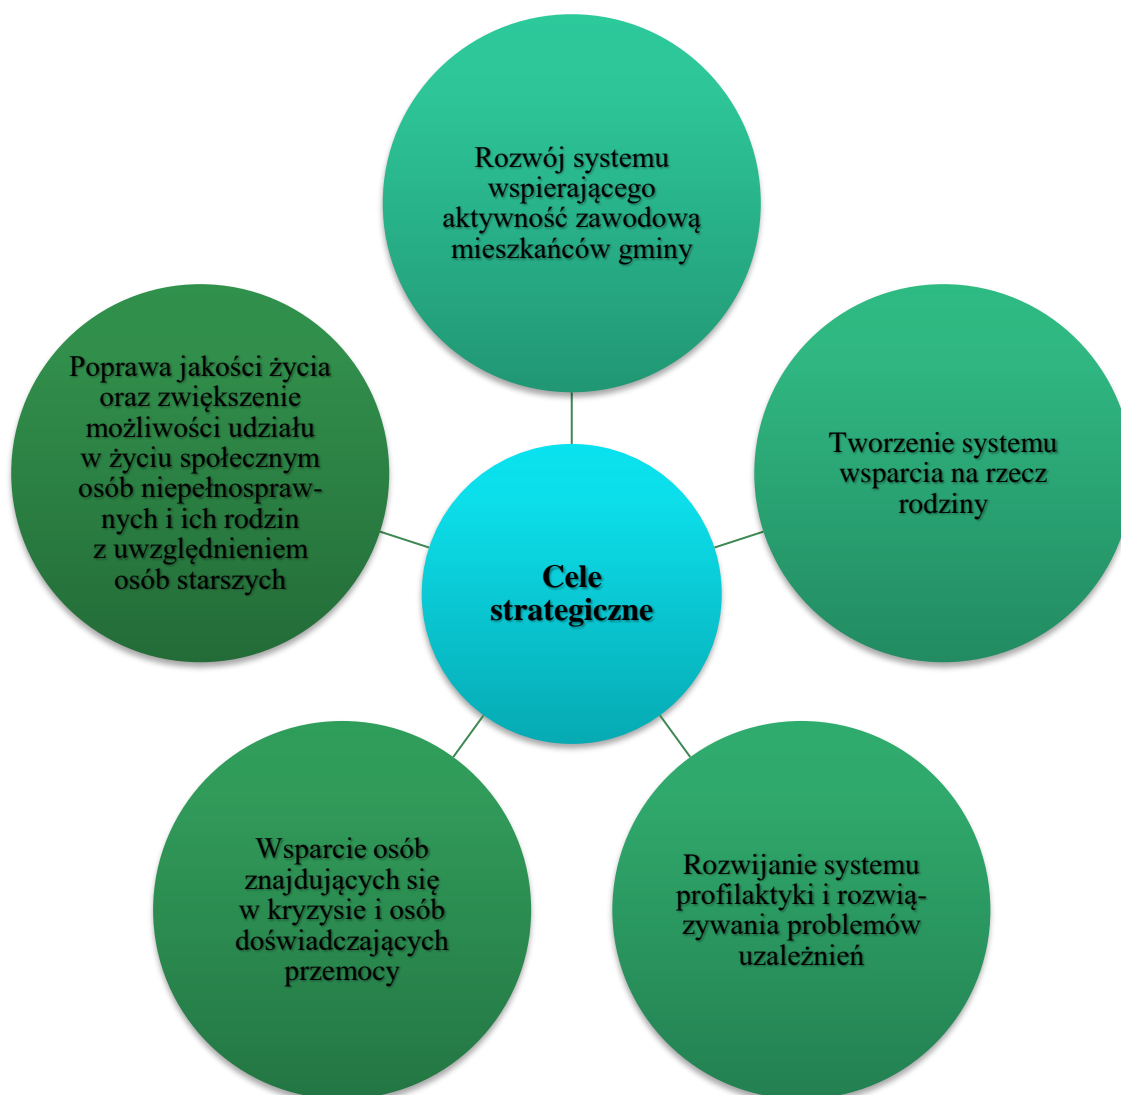 Rozwój systemu
wspierającego
aktywność zawodową
mieszkańców gminy
Tworzenie systemu
wsparcia na rzecz
rodziny
Rozwijanie systemu
profilaktyki i rozwią-
zywania problemów
uzależnień
Wsparcie osób
znajdujących się
w kryzysie i osób
doświadczających
przemocy
Poprawa jakości życia
oraz zwiększenie
możliwości udziału
w życiu społecznym
osób niepełnospraw-
nych i ich rodzin
z uwzględnieniem
osób starszych
Cele
strategiczne